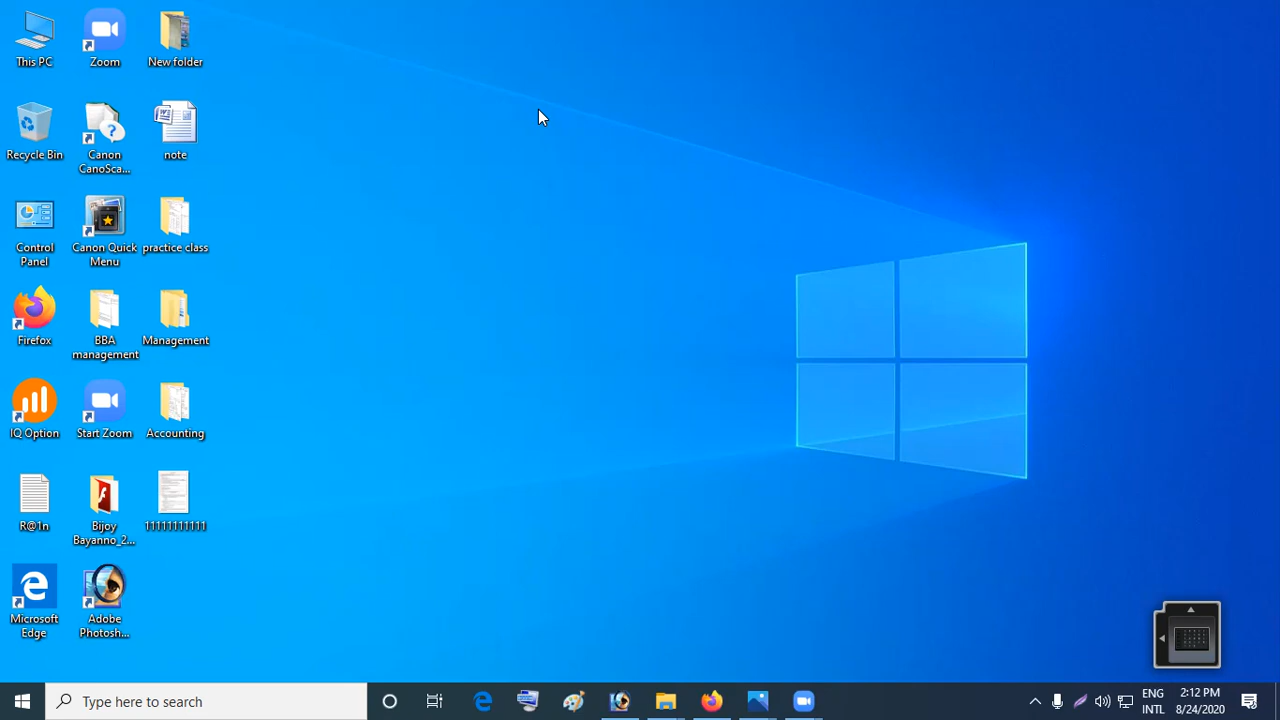 This PC
Zoom
New folder
Recycle Bin
Canon
CanoSca...
note
Control
Panel
Canon Quick
Menu
practice class
Firefox
BBA
management
Management
IQ Option
Start Zoom
Accounting
R@1n
Bijoy
Bayanno_2...
11111111111
Microsoft
Edge
Adobe
Photosh...
Type here to search
ENG
INTL
2:12 PM
8/24/2020